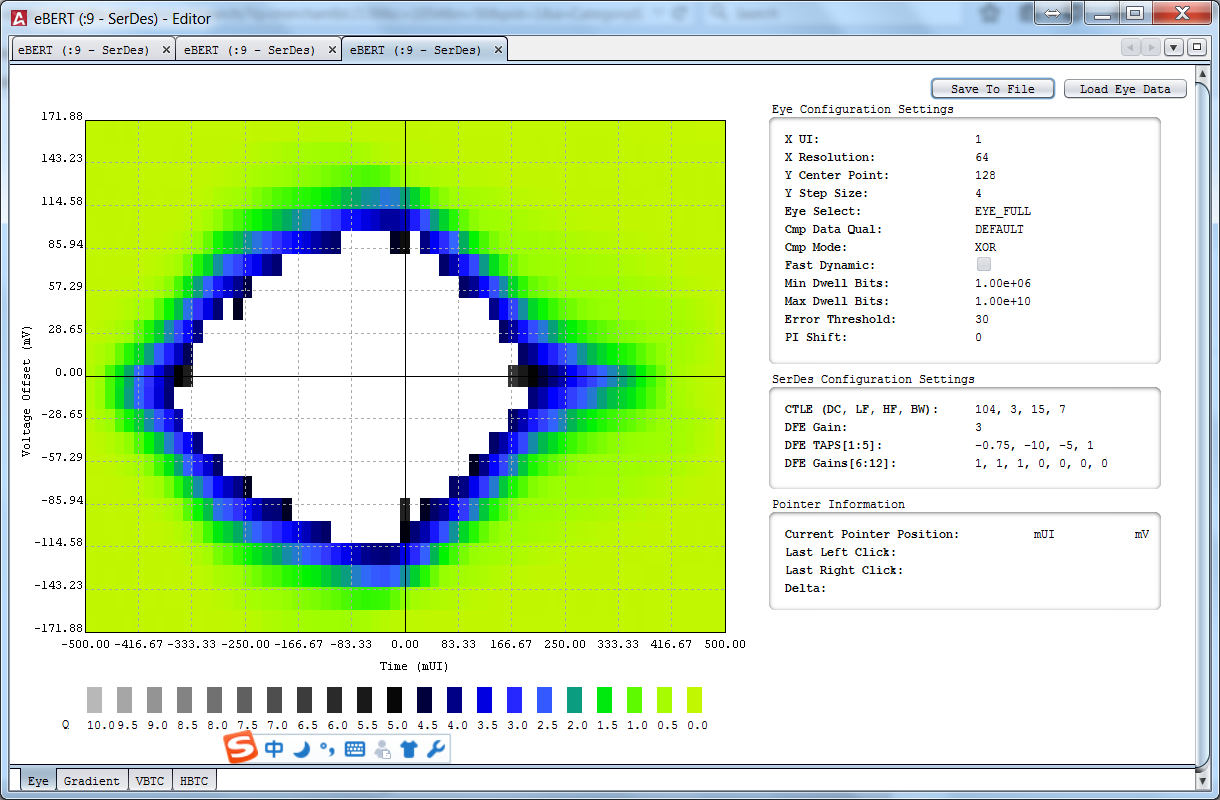 eBERT (:9 - SerDes) - Editor
eBERT (:9 - SerDes) eBERT (:9 - SerDes) eBERT (:9 - SerDes)
Save To File Load Eye Data
Eye Configuration Settings
X UI: 1
X Resolution: 64
Y Center Point: 128
Y Step Size: 4
Eye Select: EYE_FULL
Cmp Data Qual: DEFAULT
Cmp Mode: XOR
Fast Dynamic:
Min Dwell Bits: 1.00e+06
Max Dwell Bits: 1.00e+10
Error Threshold: 30
PI Shift: 0
SerDes Configuration Settings
CTLE (DC, LF, HF, BW): 104, 3, 15, 7
DFE Gain: 3
DFE TAPS[1:5]: -0.75, -10, -5, 1
DFE Gains[6:12]: 1, 1, 1, 0, 0, 0, 0
Pointer Information
Current Pointer Position: mUI mV
Last Left Click:
Last Right Click:
Delta:
Voltage Offset (mV)
171.88
143.23
114.58
85.94
57.29
28.65
0.00
-28.65
-57.29
-85.94
-114.58
-143.23
-171.88
-500.00 -416.67 -333.33 -250.00 -166.67 -83.33 0.00 83.33 166.67 250.00 333.33 416.67 500.00
Time (mUI)
Q 10.0 9.5 9.0 8.5 8.0 7.5 7.0 6.5 6.0 5.5 5.0 4.5 4.0 3.5 3.0 2.5 2.0 1.5 1.0 0.5 0.0
S 中
Eye Gradient VBTC HBTC